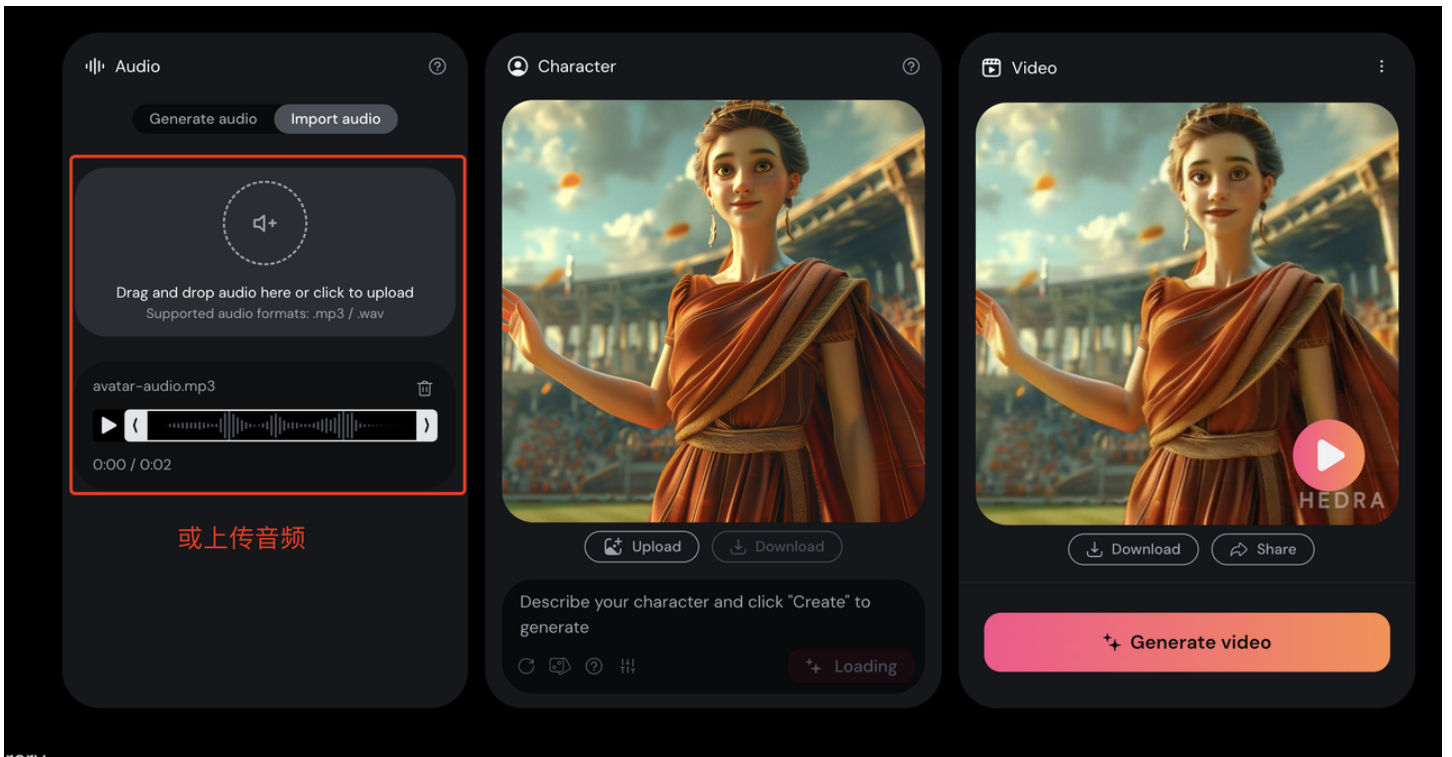 Audio
Generate audio
Import audio
Drag and drop audio here or click to upload
Supported audio formats: .mp3 / .wav
avatar-audio.mp3
0:00 / 0:02
或上传音频
Character
Upload
Download
Describe your character and click "Create" to
generate
Loading
Video
HEDRA
Download
Share
Generate video